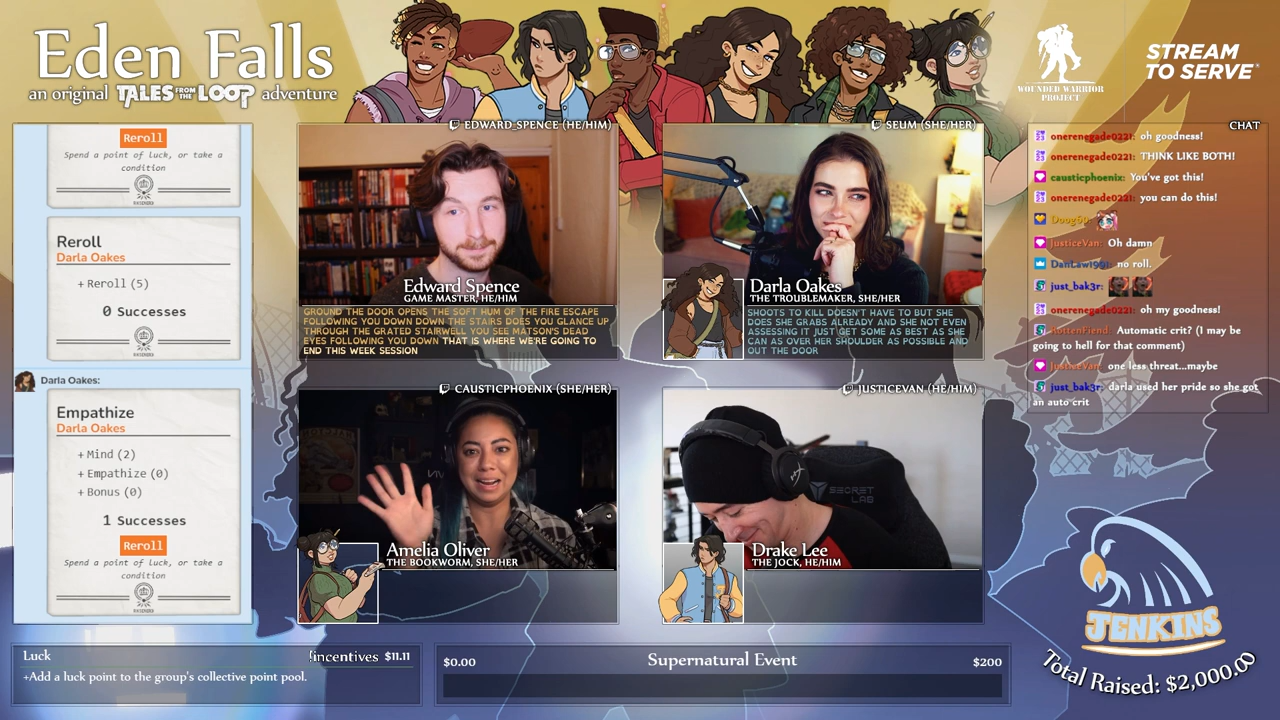 Eden Falls
an original TALES FROM THE LOOP adventure
WOUNDED WARRIOR
PROJECT
STREAM
TO SERVE
Reroll
Spend a point of luck, or take a
condition
Reroll
Darla Oakes
+ Reroll (5)
0 Successes
Darla Oakes:
Empathize
Darla Oakes
+ Mind (2)
+ Empathize (0)
+ Bonus (0)
1 Successes
Reroll
Spend a point of luck, or take a
condition
EDWARD_SPENCE (HE/HIM)
Edward Spence
GAME MASTER, HE/HIM
GROUND THE DOOR OPENS THE SOFT HUM OF THE FIRE ESCAPE
FOLLOWING YOU DOWN DOWN THE STAIRS DOES YOU GLANCE UP
THROUGH THE GRATED STAIRWELL YOU SEE MATSON'S DEAD
EYES FOLLOWING YOU DOWN THAT IS WHERE WE'RE GOING TO
END THIS WEEK SESSION
SEUM (SHE/HER)
Darla Oakes
THE TROUBLEMAKER, SHE/HER
SHOOTS TO KILL DOESN'T HAVE TO BUT SHE
DOES SHE GRABS ALREADY AND SHE NOT EVEN
ASSESSING IT JUST GET SOME AS BEST AS SHE
CAN AS OVER HER SHOULDER AS POSSIBLE AND
OUT THE DOOR
CAUSTICPHOENIX (SHE/HER)
Amelia Oliver
THE BOOKWORM, SHE/HER
JUSTICEVAN (HE/HIM)
SECRET
LAB
Drake Lee
THE JOCK, HE/HIM
CHAT
onerenegade0221: oh goodness!
onerenegade0221: THINK LIKE BOTH!
causticphoenix: You've got this!
onerenegade0221: you can do this!
Doog60:
JusticeVan: Oh damn
DanLaw1991: no roll.
just_bak3r:
onerenegade0221: oh my goodness!
RottenFiend: Automatic crit? (I may be
going to hell for that comment)
JusticeVan: one less threat...maybe
just_bak3r: darla used her pride so she got
an auto crit
JENKINS
Total Raised: $2,000.00
Luck
!incentives $11.11
+Add a luck point to the group's collective point pool.
$0.00
Supernatural Event
$200